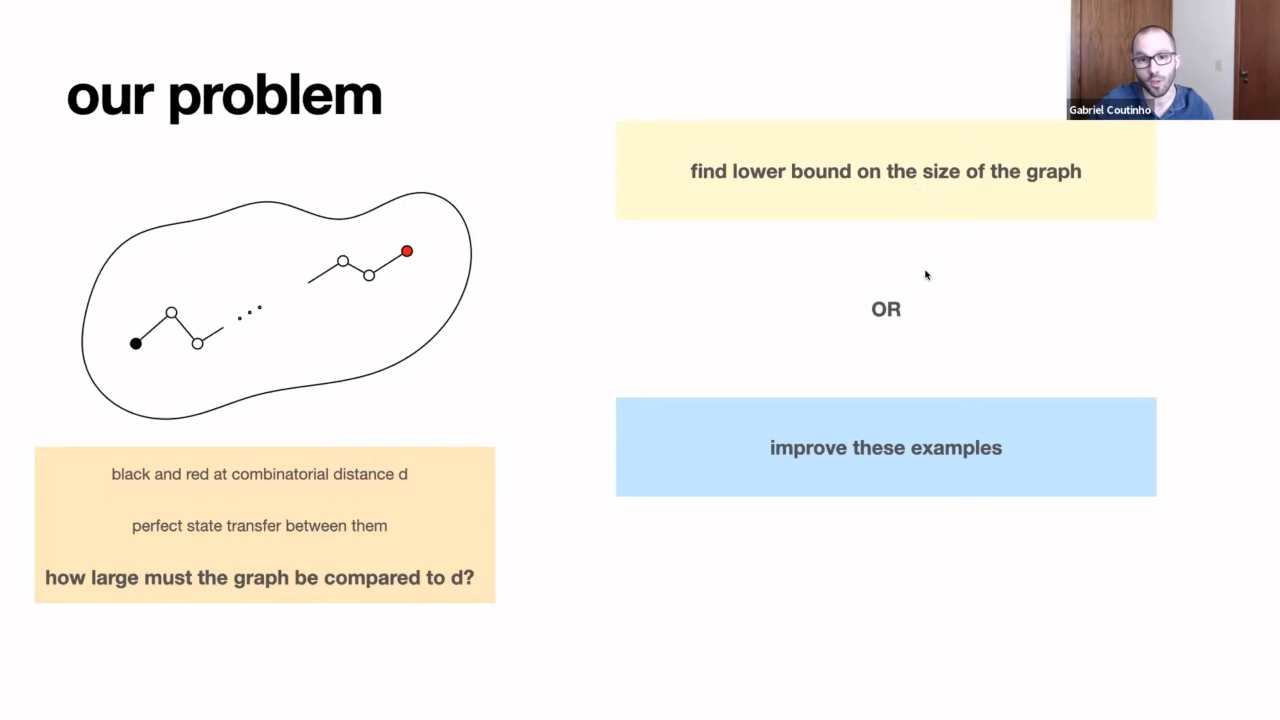 our problem
Gabriel Coutinho
find lower bound on the size of the graph
OR
improve these examples
black and red at combinatorial distance d
perfect state transfer between them
how large must the graph be compared to d?